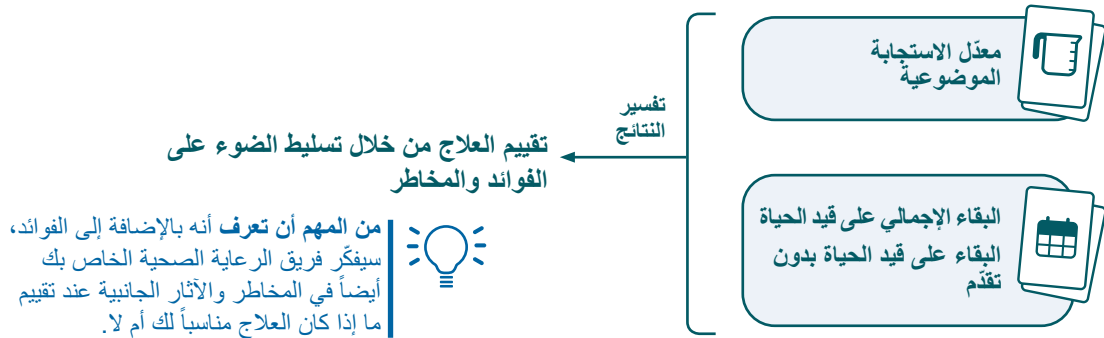 معدّل الاستجابة
الموضوعية
البقاء الإجمالي على قيد الحياة
البقاء على قيد الحياة بدون
تقدّم
تفسير
النتائج
تقييم العلاج من خلال تسليط الضوء على
الفوائد والمخاطر
من المهم أن تعرف أنه بالإضافة إلى الفوائد،
سيفكّر فريق الرعاية الصحية الخاص بك
أيضاً في المخاطر والآثار الجانبية عند تقييم
ما إذا كان العلاج مناسباً لك أم لا.